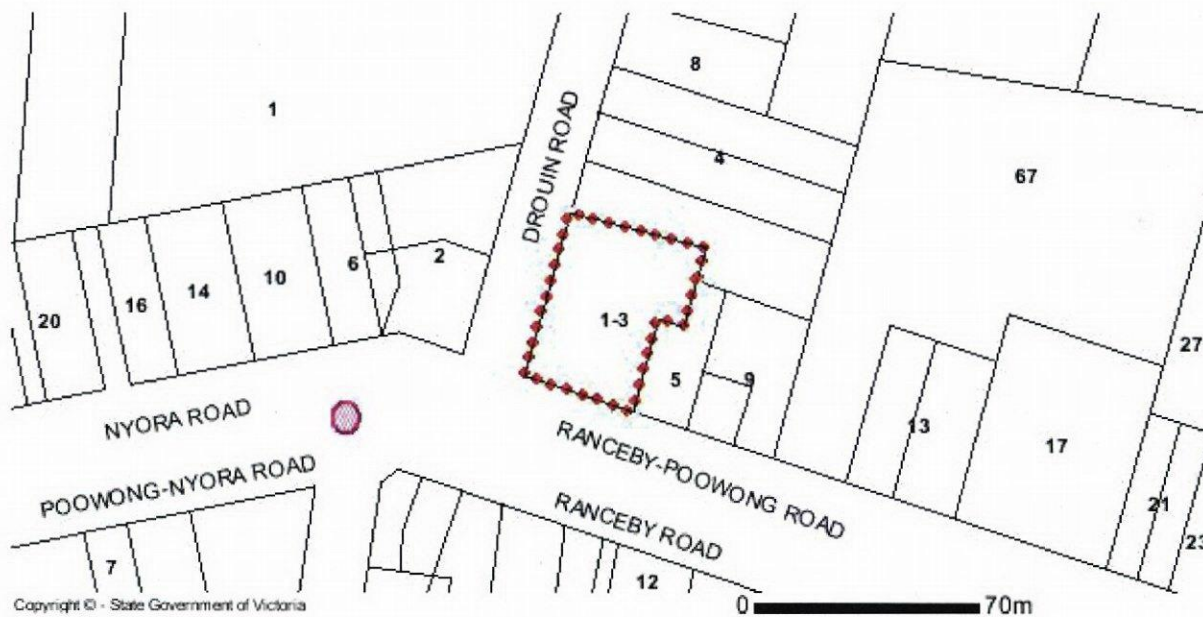 8
1
DROUIN ROAD
4
67
2
6
10
14
16
20
1-3
27
5
9
NYORA ROAD
13
17
RANCEBY-POOWONG ROAD
POOWONG-NYORA ROAD
RANCEBY ROAD
21
23
7
12
Copyright © - State Government of Victoria
0 70m